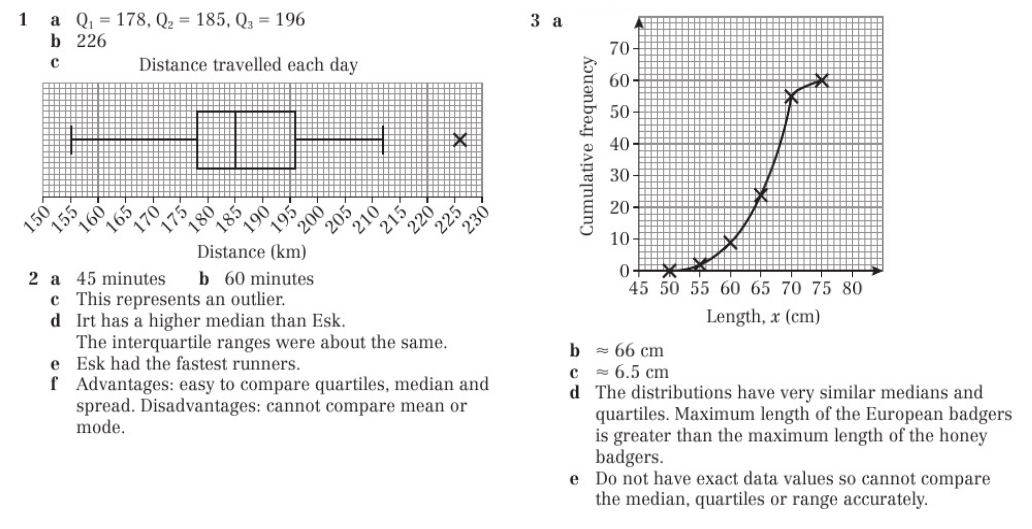 1 a Q₁ = 178, Q₂ = 185, Q₃ = 196
b 226
c Distance travelled each day
150 155 160 165 170 175 180 185 190 195 200 205 210 215 220 225 230
Distance (km)
2 a 45 minutes b 60 minutes
c This represents an outlier.
d Irt has a higher median than Esk.
The interquartile ranges were about the same.
e Esk had the fastest runners.
f Advantages: easy to compare quartiles, median and
spread. Disadvantages: cannot compare mean or
mode.
3 a
Cumulative frequency
70
60
50
40
30
20
10
0
45 50 55 60 65 70 75 80
Length, x (cm)
b ≈ 66 cm
c ≈ 6.5 cm
d The distributions have very similar medians and
quartiles. Maximum length of the European badgers
is greater than the maximum length of the honey
badgers.
e Do not have exact data values so cannot compare
the median, quartiles or range accurately.